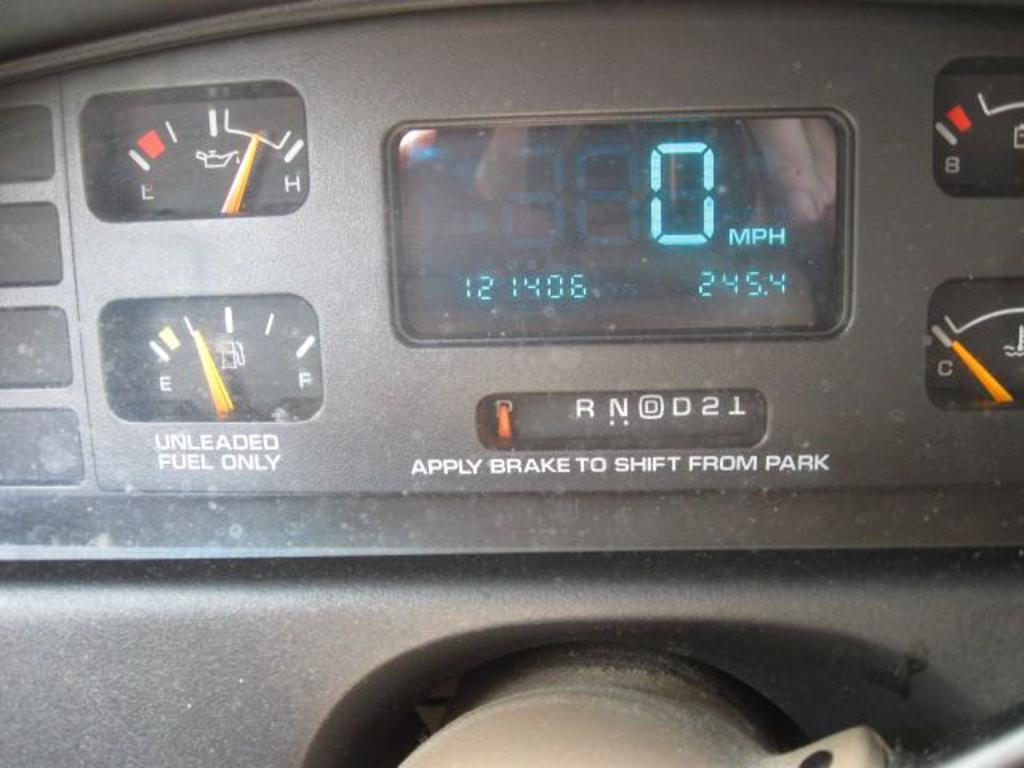 L H
0 MPH
121406 245.4
B
E F
C
UNLEADED
FUEL ONLY
P R N D D 2 1
APPLY BRAKE TO SHIFT FROM PARK